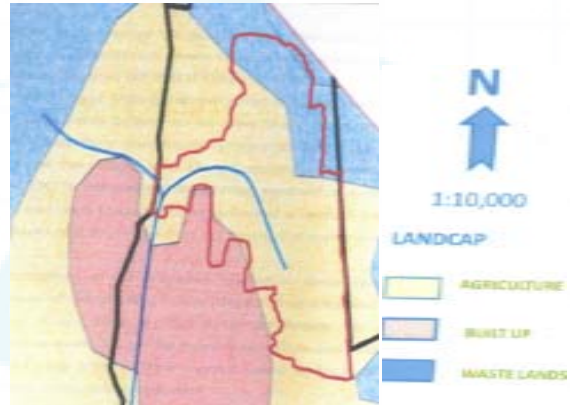 N
1:10,000
LANDCAP
AGRICULTURE
BUILT UP
WASTE LANDS